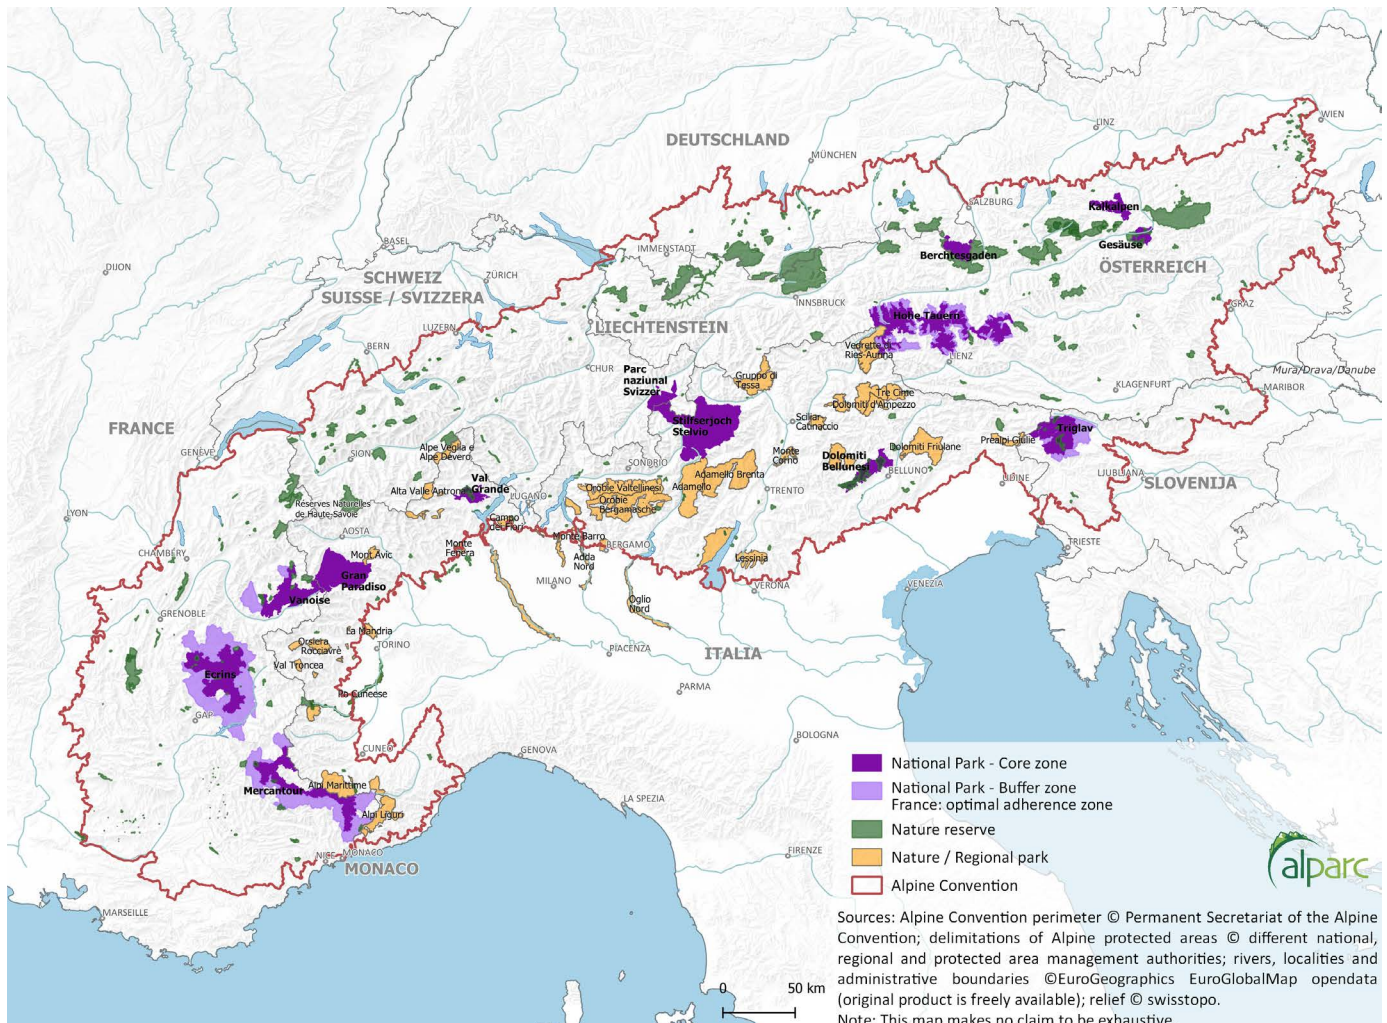 WIEN
LINZ
DEUTSCHLAND
MÜNCHEN
SALZBURG
Kalkalpen
BASEL
IMMENSTADT
Berchtesgaden
Gesäuse
DIJON
SCHWEIZ
SUISSE / SVIZZERA
ZÜRICH
ÖSTERREICH
INNSBRUCK
GRAZ
LUZERN
LIECHTENSTEIN
Hohe Tauern
BERN
Vedrette di
Ries-Aurina
LIENZ
CHUR
Parc
naziunal
Svizzer
Gruppo di
Tessa
Mura/Drava/Danube
KLAGENFURT
MARIBOR
Tre Cime
Dolomiti d'Ampezzo
FRANCE
Stilfserjoch
Stelvio
Sciliar
Catinaccio
Triglav
GENÈVE
SION
Alpe Veglia e
Alpe Devero
Monte
Corno
Dolomiti
Bellunesi
Dolomiti Friulane
Prealpi Giulie
SONDRIO
BELLUNO
LJUBLJANA
UDINE
SLOVENIJA
Val
Grande
Alta Valle Antrona
LUGANO
Orobie Valtellinesi
Orobie
Bergamasche
Adamello
Adamello Brenta
TRENTO
LYON
Réserves Naturelles
de Haute-Savoie
AOSTA
Campo
dei Fiori
Monte
Fenera
Monte Barro
BERGAMO
Adda
Nord
TRIESTE
CHAMBÉRY
Mont Avic
Gran
Paradiso
Vanoise
MILANO
Lessinia
VERONA
VENEZIA
Oglio
Nord
GRENOBLE
La Mandria
Orsiera
Rocciavrè
TORINO
Val Troncea
PIACENZA
ITALIA
Ecrins
Po Cuneese
PARMA
GAP
CUNEO
GENOVA
BOLOGNA
Mercantour
Alpi Marittime
Alpi Liguri
LA SPEZIA
NICE
MONACO
MONACO
FIRENZE
MARSEILLE
National Park - Core zone
National Park - Buffer zone
France: optimal adherence zone
Nature reserve
Nature / Regional park
Alpine Convention
alparc
Sources: Alpine Convention perimeter © Permanent Secretariat of the Alpine
Convention; delimitations of Alpine protected areas © different national,
regional and protected area management authorities; rivers, localities and
administrative boundaries ©EuroGeographics EuroGlobalMap opendata
(original product is freely available); relief © swisstopo.
Note: This map makes no claim to be exhaustive
0 50 km